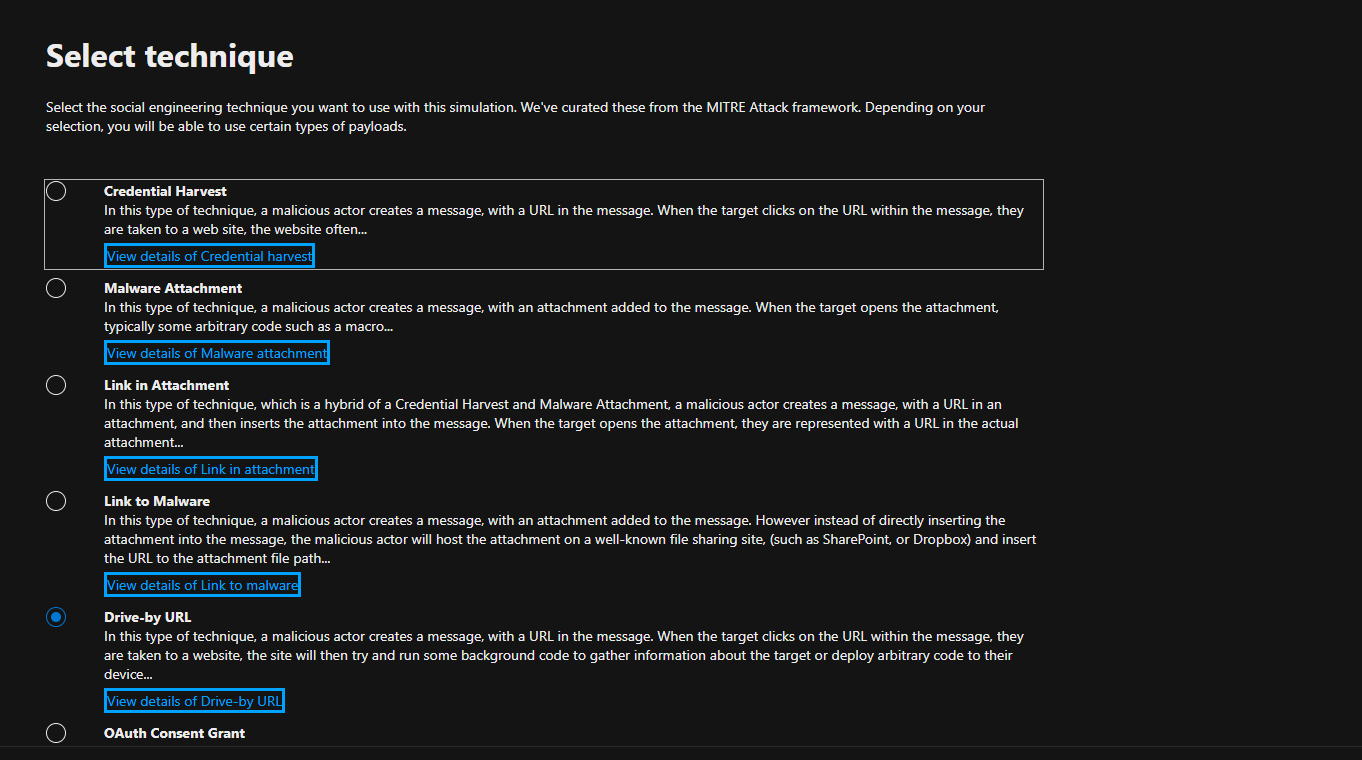 Select technique
Select the social engineering technique you want to use with this simulation. We've curated these from the MITRE Attack framework. Depending on your
selection, you will be able to use certain types of payloads.
Credential Harvest
In this type of technique, a malicious actor creates a message, with a URL in the message. When the target clicks on the URL within the message, they
are taken to a web site, the website often...
View details of Credential harvest
Malware Attachment
In this type of technique, a malicious actor creates a message, with an attachment added to the message. When the target opens the attachment,
typically some arbitrary code such as a macro...
View details of Malware attachment
Link in Attachment
In this type of technique, which is a hybrid of a Credential Harvest and Malware Attachment, a malicious actor creates a message, with a URL in an
attachment, and then inserts the attachment into the message. When the target opens the attachment, they are represented with a URL in the actual
attachment...
View details of Link in attachment
Link to Malware
In this type of technique, a malicious actor creates a message, with an attachment added to the message. However instead of directly inserting the
attachment into the message, the malicious actor will host the attachment on a well-known file sharing site, (such as SharePoint, or Dropbox) and insert
the URL to the attachment file path...
View details of Link to malware
Drive-by URL
In this type of technique, a malicious actor creates a message, with a URL in the message. When the target clicks on the URL within the message, they
are taken to a website, the site will then try and run some background code to gather information about the target or deploy arbitrary code to their
device...
View details of Drive-by URL
OAuth Consent Grant